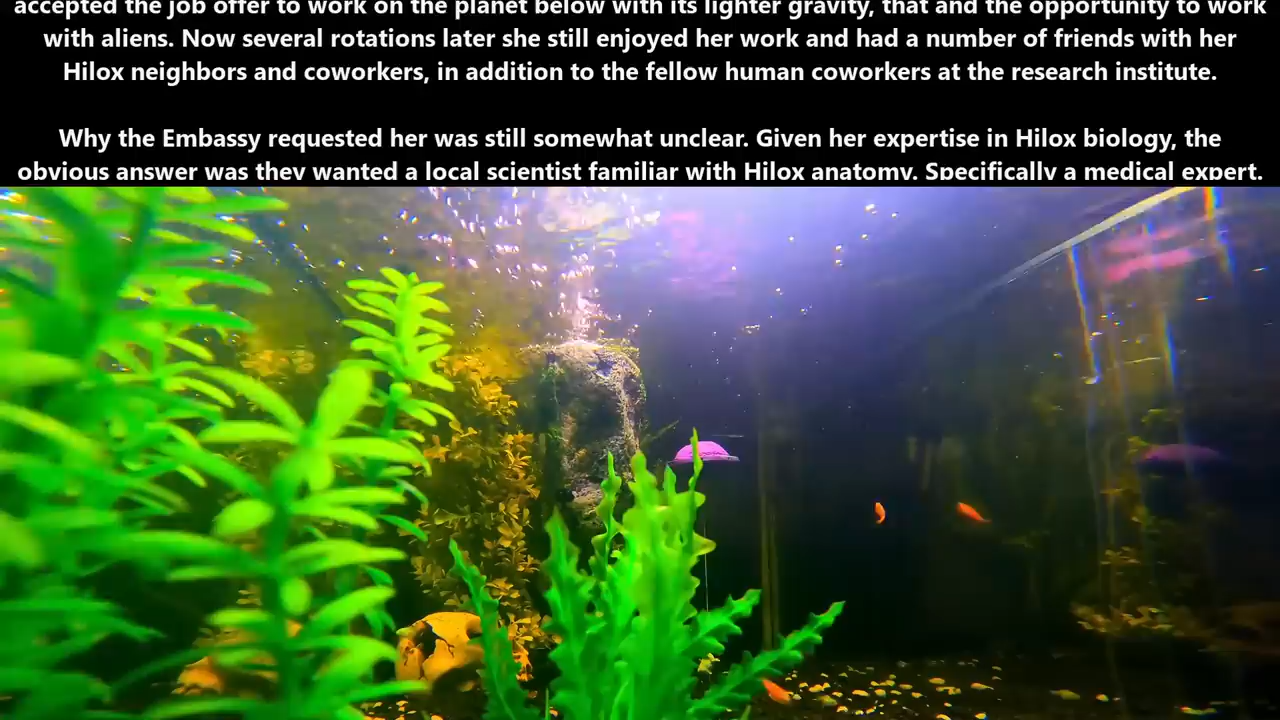 accepted the job offer to work on the planet below with its lighter gravity, that and the opportunity to work
with aliens. Now several rotations later she still enjoyed her work and had a number of friends with her
Hilox neighbors and coworkers, in addition to the fellow human coworkers at the research institute.
Why the Embassy requested her was still somewhat unclear. Given her expertise in Hilox biology, the
obvious answer was they wanted a local scientist familiar with Hilox anatomy. Specifically a medical expert.